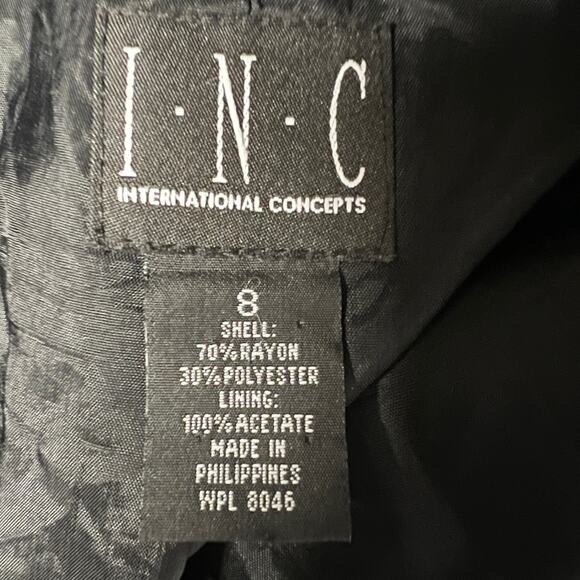 I·N·C
INTERNATIONAL CONCEPTS
8
SHELL:
70%RAYON
30%POLYESTER
LINING:
100%ACETATE
MADE IN
PHILIPPINES
WPL 8046